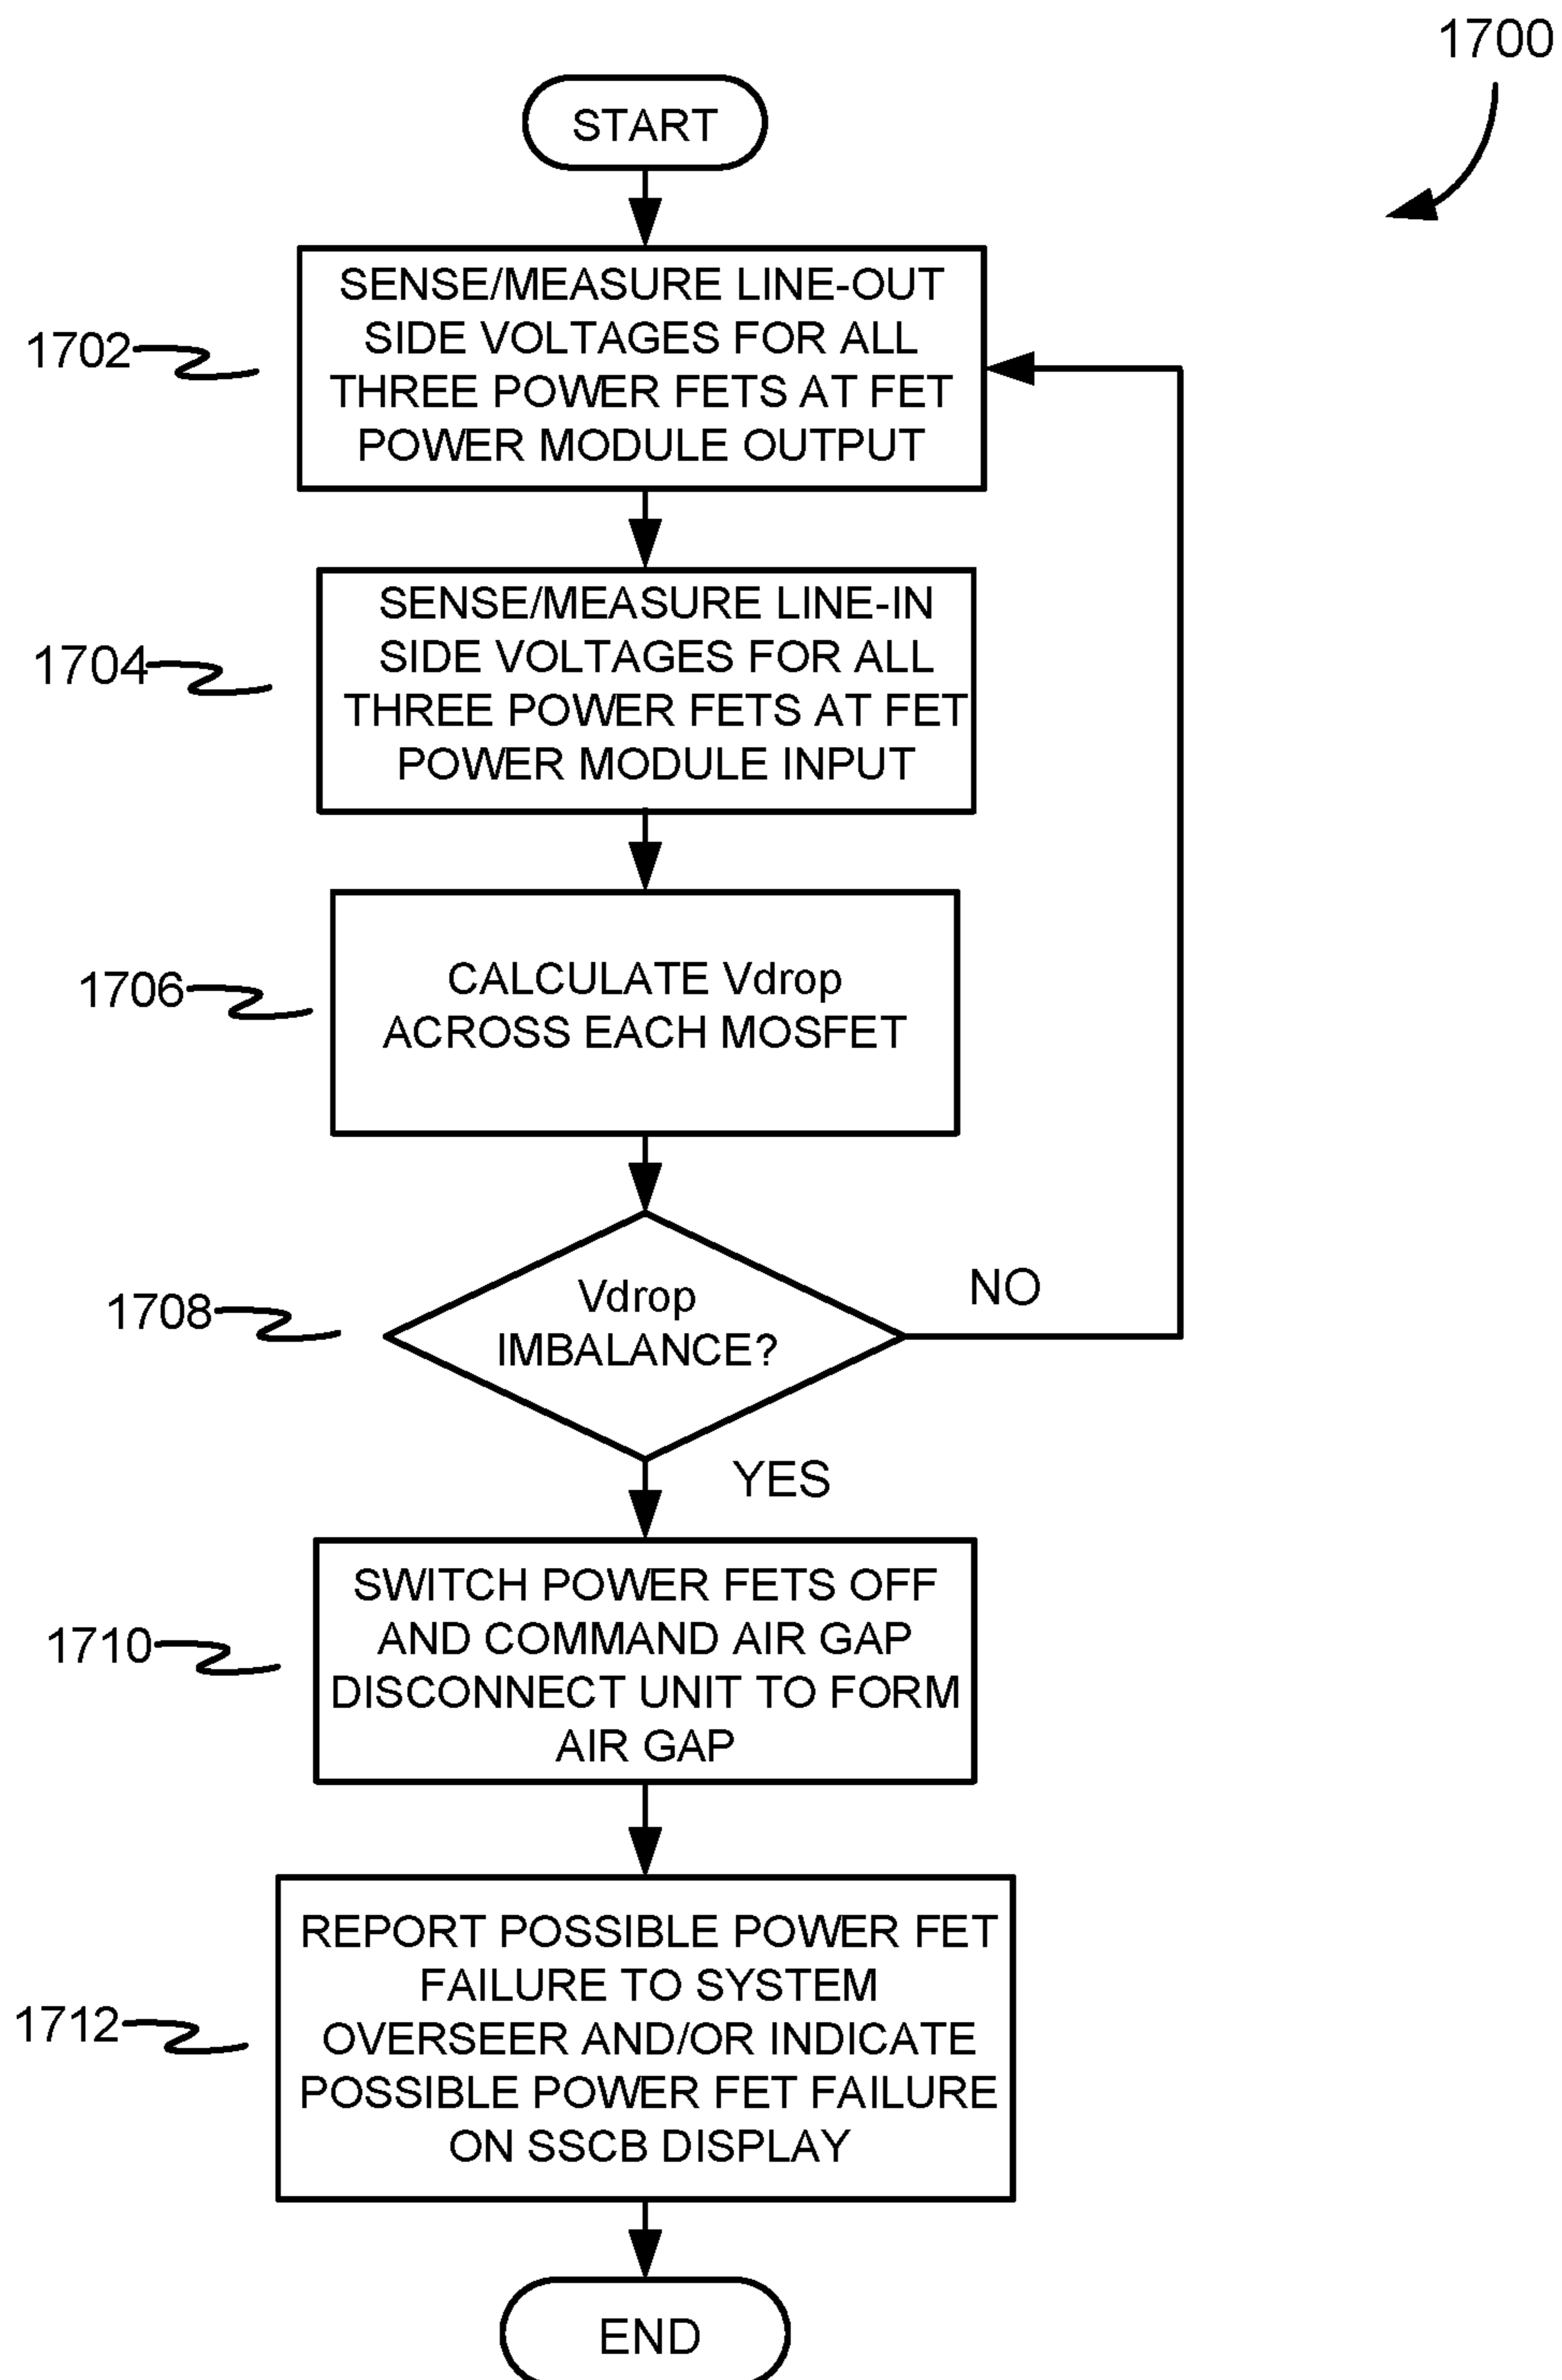 1700
START
1702
SENSE/MEASURE LINE-OUT
SIDE VOLTAGES FOR ALL
THREE POWER FETS AT FET
POWER MODULE OUTPUT
1704
SENSE/MEASURE LINE-IN
SIDE VOLTAGES FOR ALL
THREE POWER FETS AT FET
POWER MODULE INPUT
1706
CALCULATE Vdrop
ACROSS EACH MOSFET
1708
Vdrop
IMBALANCE?
NO
YES
1710
SWITCH POWER FETS OFF
AND COMMAND AIR GAP
DISCONNECT UNIT TO FORM
AIR GAP
1712
REPORT POSSIBLE POWER FET
FAILURE TO SYSTEM
OVERSEER AND/OR INDICATE
POSSIBLE POWER FET FAILURE
ON SSCB DISPLAY
END